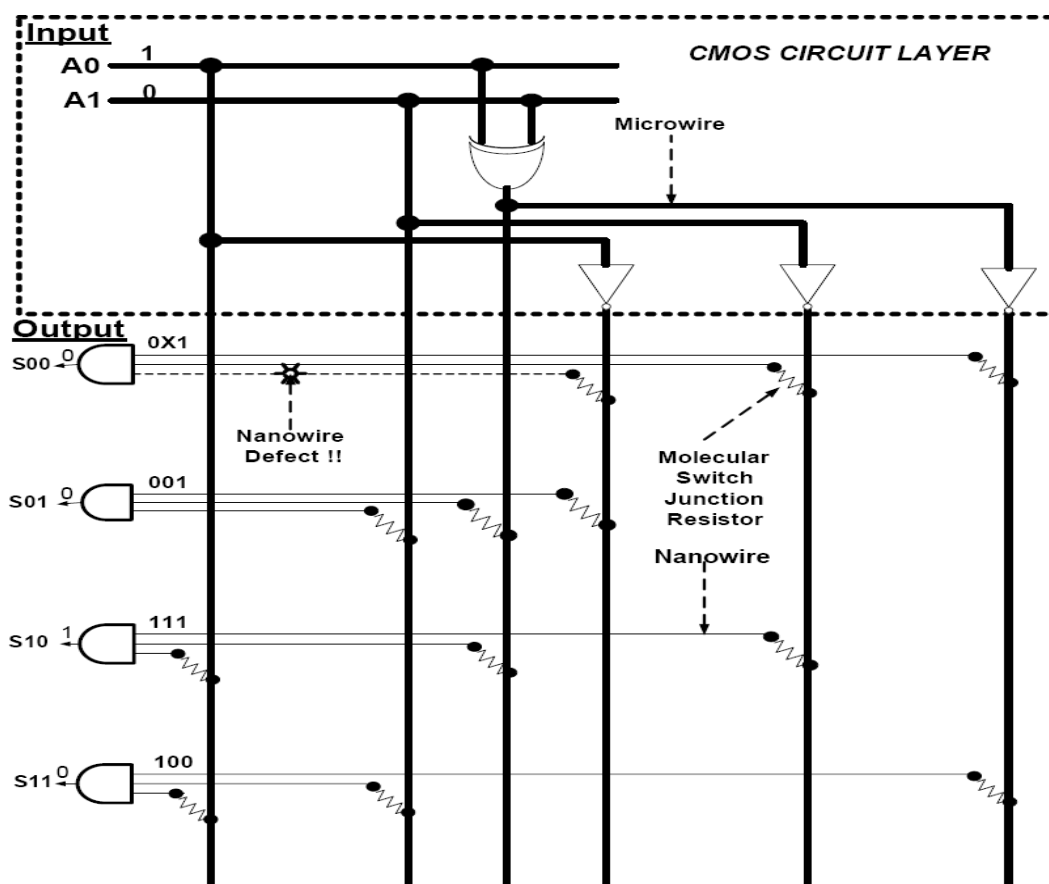 Input
CMOS CIRCUIT LAYER
A0 1
A1 0
Microwire
Output
S00 0 0X1
Nanowire
Defect !!
Molecular
Switch
Junction
Resistor
S01 0 001
Nanowire
S10 1 111
S11 0 100